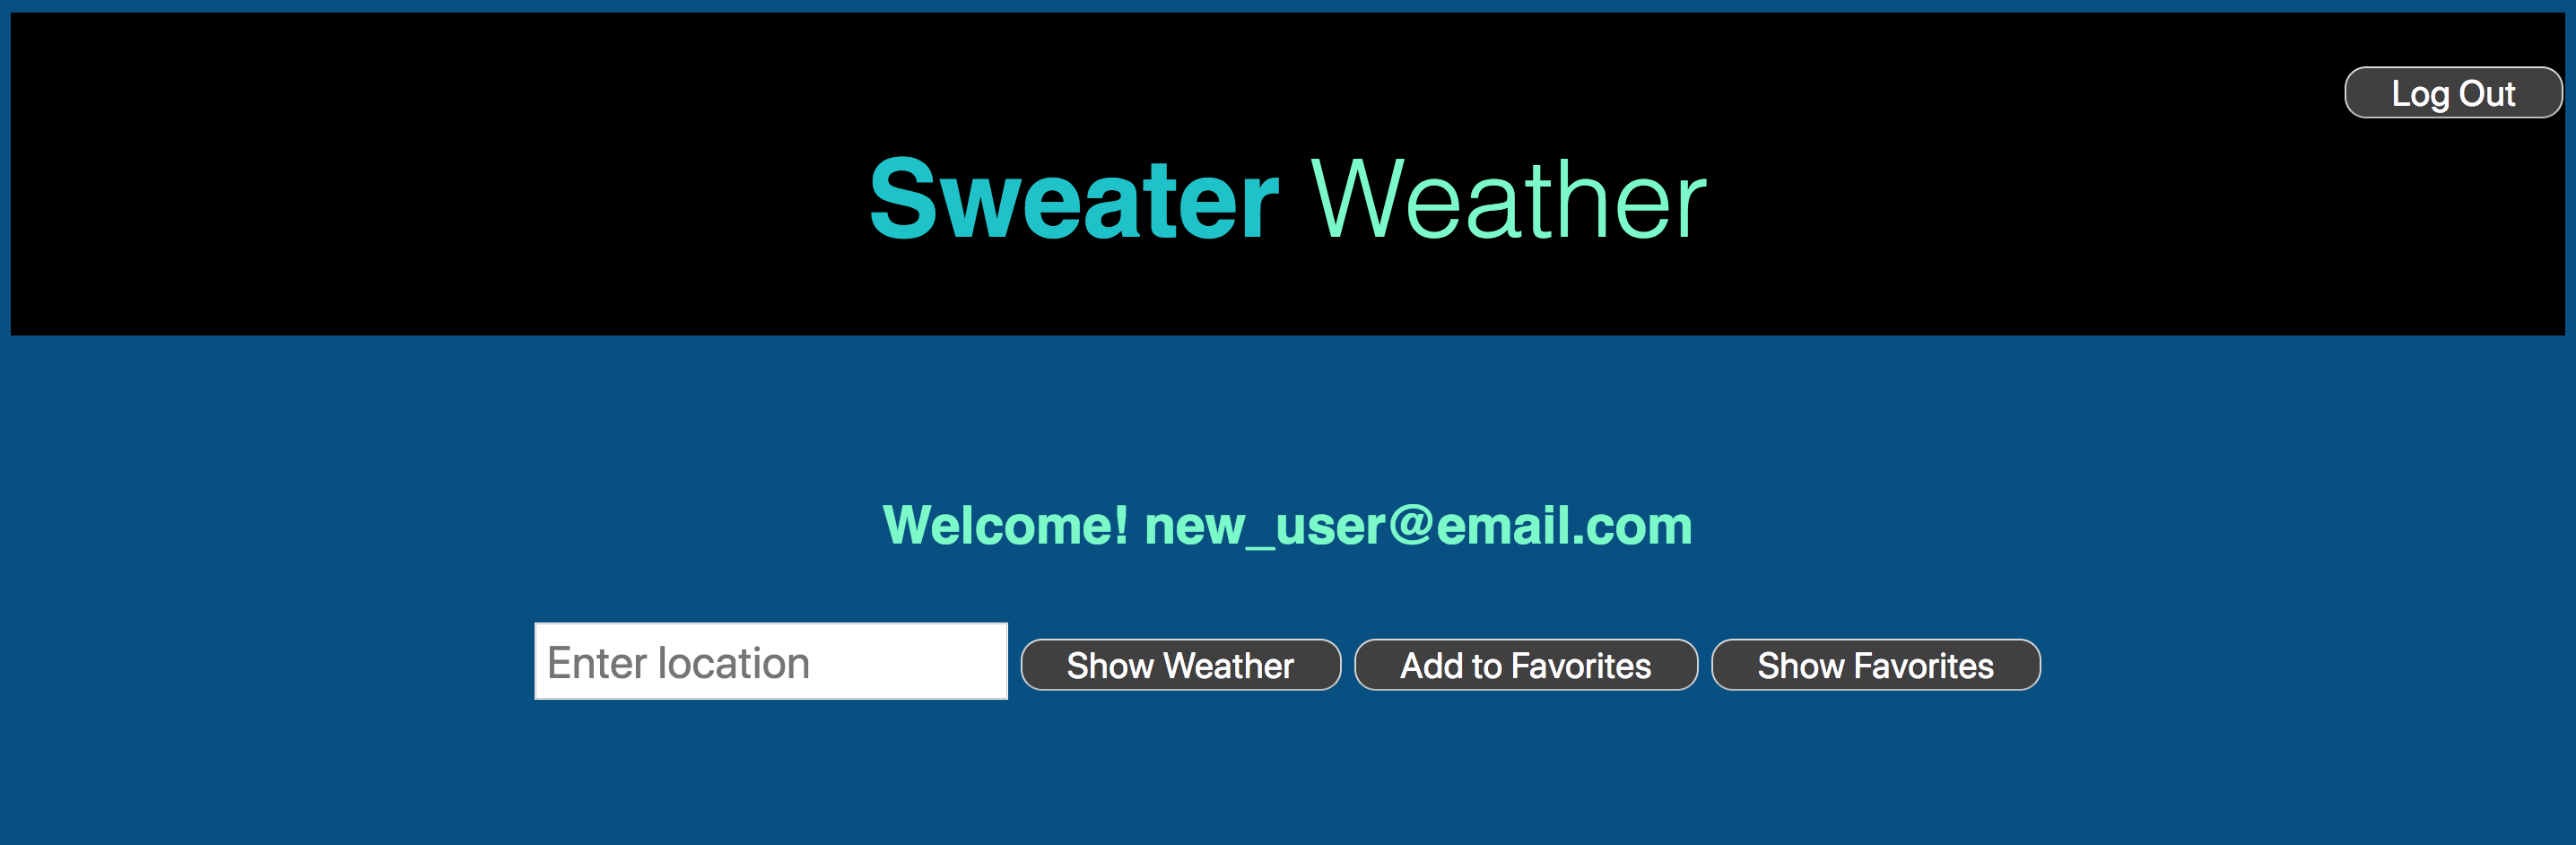 Log Out
Sweater Weather
Welcome! new_user@email.com
Enter location Show Weather Add to Favorites Show Favorites